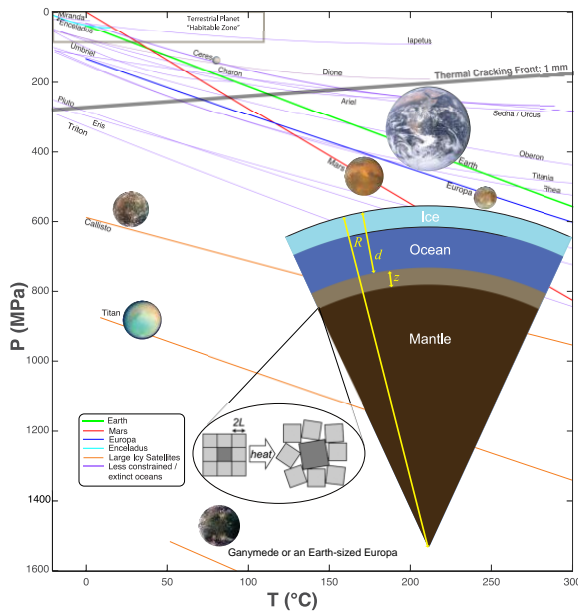 0
200
400
600
800
1000
1200
1400
1600
P (MPa)
0
50
100
150
200
250
300
T (°C)
Terrestrial Planet
"Habitable Zone"
Miranda
Enceladus
Umbriel
Ceres
Charon
Dione
Iapetus
Thermal Cracking Front: 1 mm
Ariel
Sedna / Orcus
Pluto
Eris
Triton
Mars
Earth
Oberon
Europa
Titania
Rhea
Callisto
Titan
Ice
Ocean
Mantle
R
d
z
2L
heat
Earth
Mars
Europa
Enceladus
Large Icy Satellites
Less constrained /
extinct oceans
Ganymede or an Earth-sized Europa